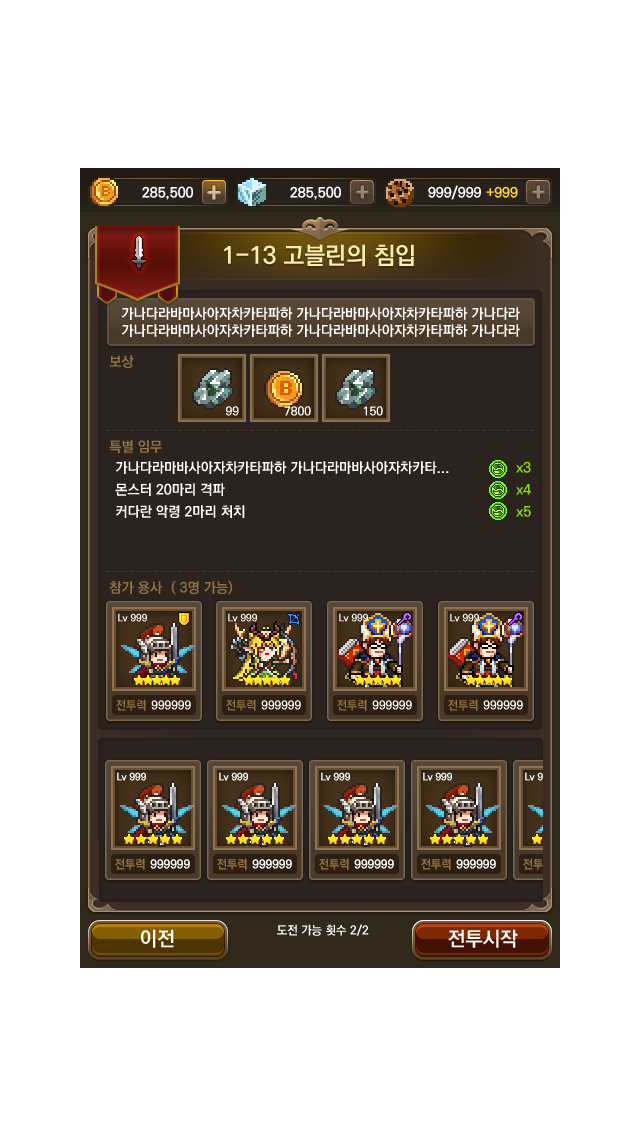 285,500 285,500 999/999 +999
1-13 고블린의 침입
가나다라바마사아자차카타파하 가나다라바마사아자차카타파하 가나다라
가나다라바마사아자차카타파하 가나다라바마사아자차카타파하 가나다라
보상
99 7800 150
특별 임무
가나다라마바사아자차카타파하 가나다라마바사아자차카타... x3
몬스터 20마리 격파 x4
커다란 악령 2마리 처치 x5
참가 용사 ( 3명 가능)
Lv 999 Lv 999 Lv 999 Lv 999
전투력 999999 전투력 999999 전투력 999999 전투력 999999
Lv 999 Lv 999 Lv 999 Lv 999 Lv 9
전투력 999999 전투력 999999 전투력 999999 전투력 999999 전투
이전 도전 가능 횟수 2/2 전투시작